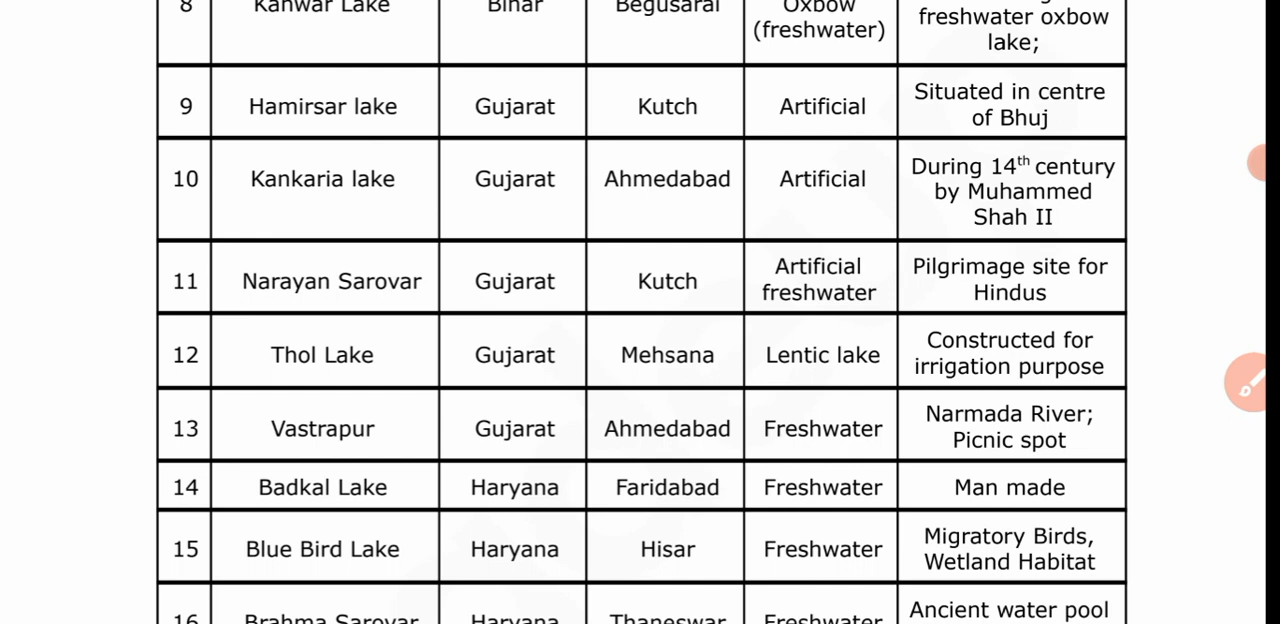 8 Kanwar Lake Bihar Begusarai Oxbow
(freshwater)
freshwater oxbow
lake;
9 Hamirsar lake Gujarat Kutch Artificial Situated in centre
of Bhuj
10 Kankaria lake Gujarat Ahmedabad Artificial During 14th century
by Muhammed
Shah II
11 Narayan Sarovar Gujarat Kutch Artificial
freshwater
Pilgrimage site for
Hindus
12 Thol Lake Gujarat Mehsana Lentic lake Constructed for
irrigation purpose
13 Vastrapur Gujarat Ahmedabad Freshwater Narmada River;
Picnic spot
14 Badkal Lake Haryana Faridabad Freshwater Man made
15 Blue Bird Lake Haryana Hisar Freshwater Migratory Birds,
Wetland Habitat
16 Brahma Sarovar Haryana Thaneswar Freshwater Ancient water pool